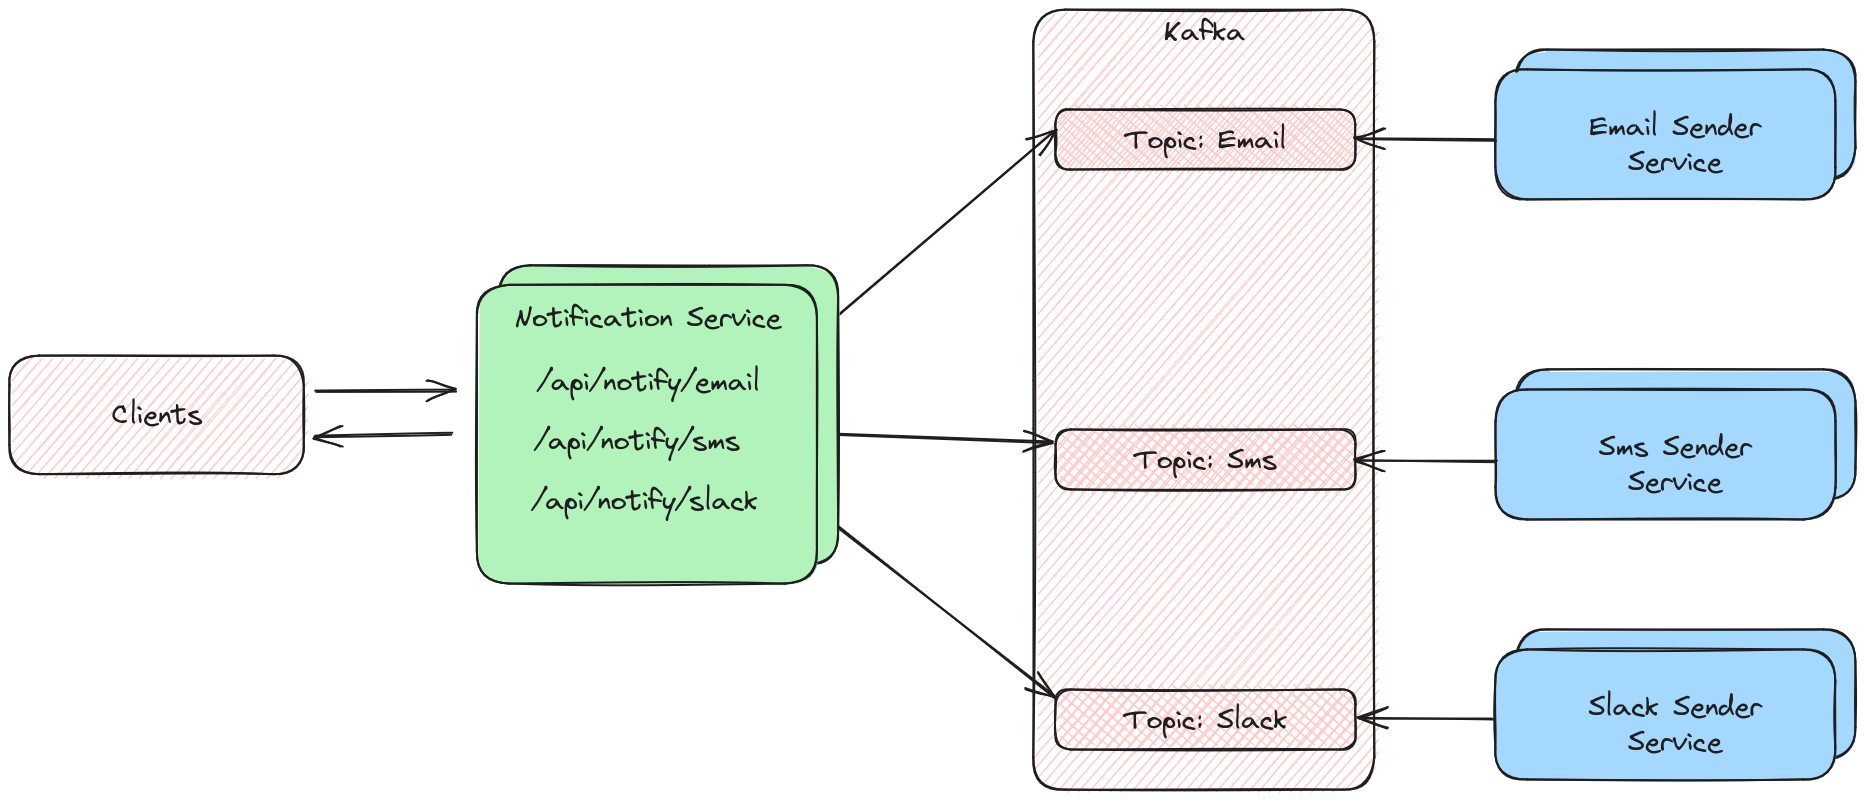 Kafka
Topic: Email
Email Sender
Service
Notification Service
/api/notify/email
/api/notify/sms
/api/notify/slack
Clients
Topic: Sms
Sms Sender
Service
Topic: Slack
Slack Sender
Service